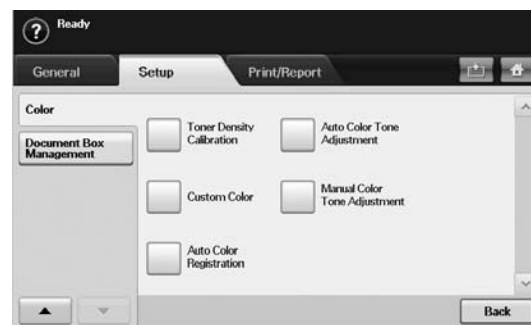 ? Ready
General Setup Print/Report
Color
Document Box
Management
Toner Density
Calibration
Auto Color Tone
Adjustment
Custom Color
Manual Color
Tone Adjustment
Auto Color
Registration
Back